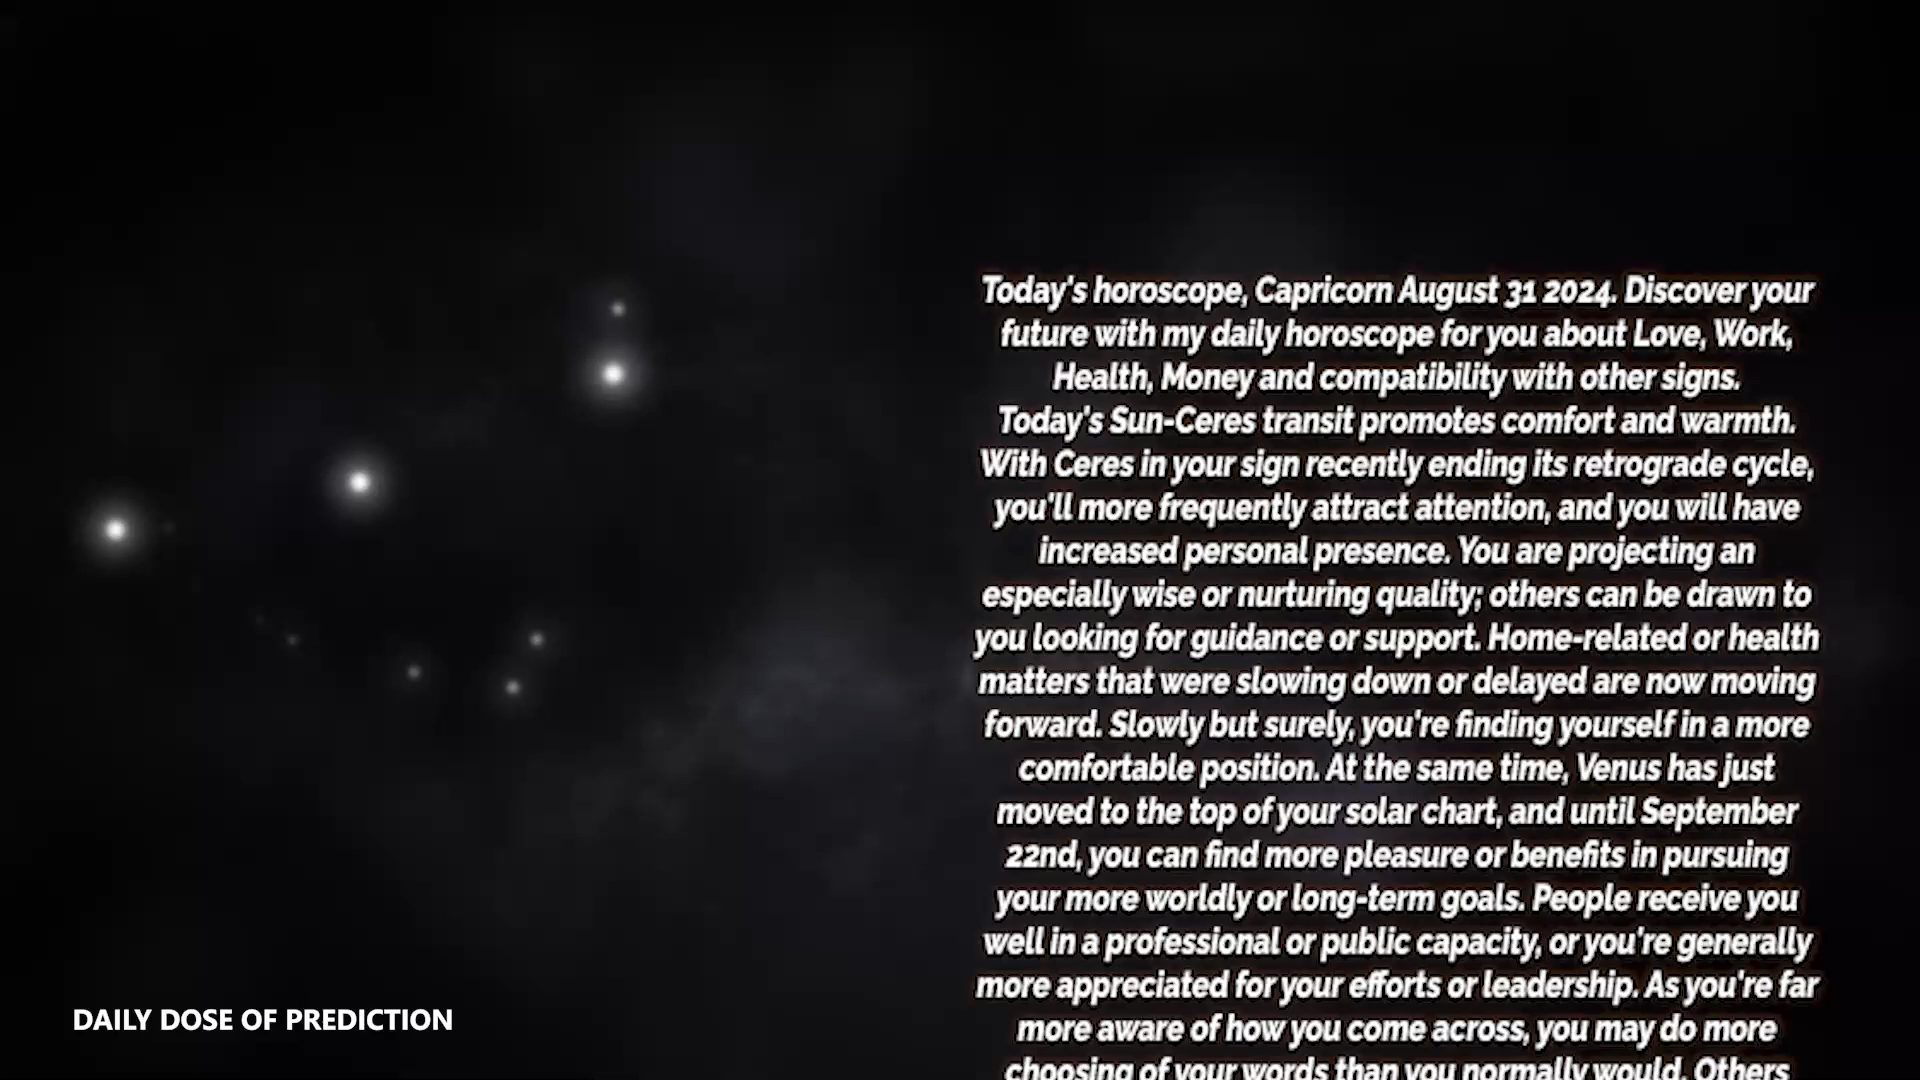 Today's horoscope, Capricorn August 31 2024. Discover your
future with my daily horoscope for you about Love, Work,
Health, Money and compatibility with other signs.
Today's Sun-Ceres transit promotes comfort and warmth.
With Ceres in your sign recently ending its retrograde cycle,
you'll more frequently attract attention, and you will have
increased personal presence. You are projecting an
especially wise or nurturing quality; others can be drawn to
you looking for guidance or support. Home-related or health
matters that were slowing down or delayed are now moving
forward. Slowly but surely, you're finding yourself in a more
comfortable position. At the same time, Venus has just
moved to the top of your solar chart, and until September
22nd, you can find more pleasure or benefits in pursuing
your more worldly or long-term goals. People receive you
well in a professional or public capacity, or you're generally
more appreciated for your efforts or leadership. As you're far
more aware of how you come across, you may do more
choosing of your words than you normally would. Others
DAILY DOSE OF PREDICTION